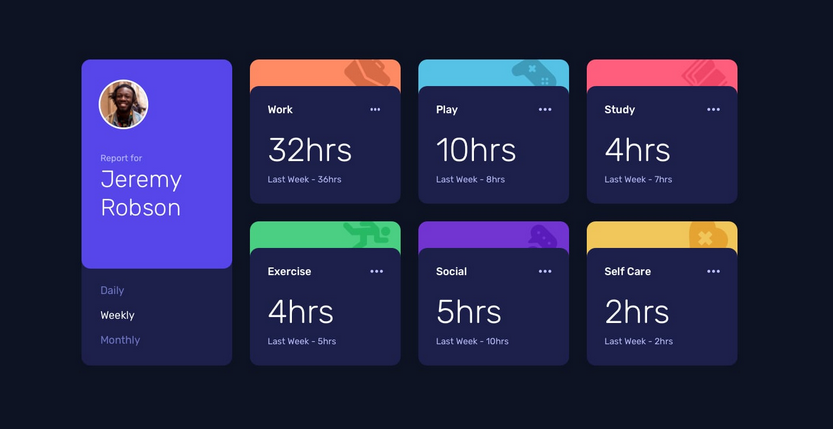 Report for
Jeremy
Robson
Daily
Weekly
Monthly
Work
32hrs
Last Week - 36hrs
Play
10hrs
Last Week - 8hrs
Study
4hrs
Last Week - 7hrs
Exercise
4hrs
Last Week - 5hrs
Social
5hrs
Last Week - 10hrs
Self Care
2hrs
Last Week - 2hrs